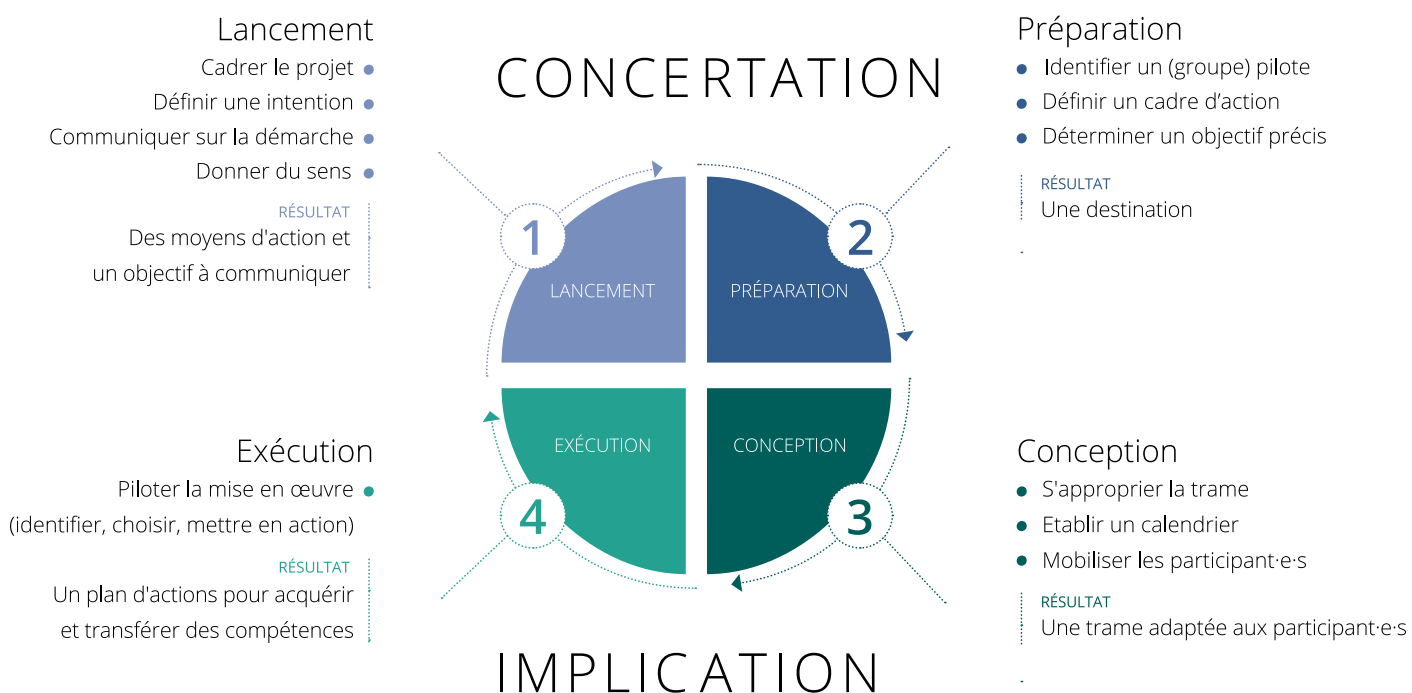 CONCERTATION
Lancement
Cadrer le projet
Définir une intention
Communiquer sur la démarche
Donner du sens
RÉSULTAT
Des moyens d'action et
un objectif à communiquer
Préparation
Identifier un (groupe) pilote
Définir un cadre d’action
Déterminer un objectif précis
RÉSULTAT
Une destination
1
LANCEMENT
2
PRÉPARATION
EXÉCUTION
4
CONCEPTION
3
Exécution
Piloter la mise en œuvre
(identifier, choisir, mettre en action)
RÉSULTAT
Un plan d'actions pour acquérir
et transférer des compétences
Conception
S'approprier la trame
Etablir un calendrier
Mobiliser les participant·e·s
RÉSULTAT
Une trame adaptée aux participant·e·s
IMPLICATION